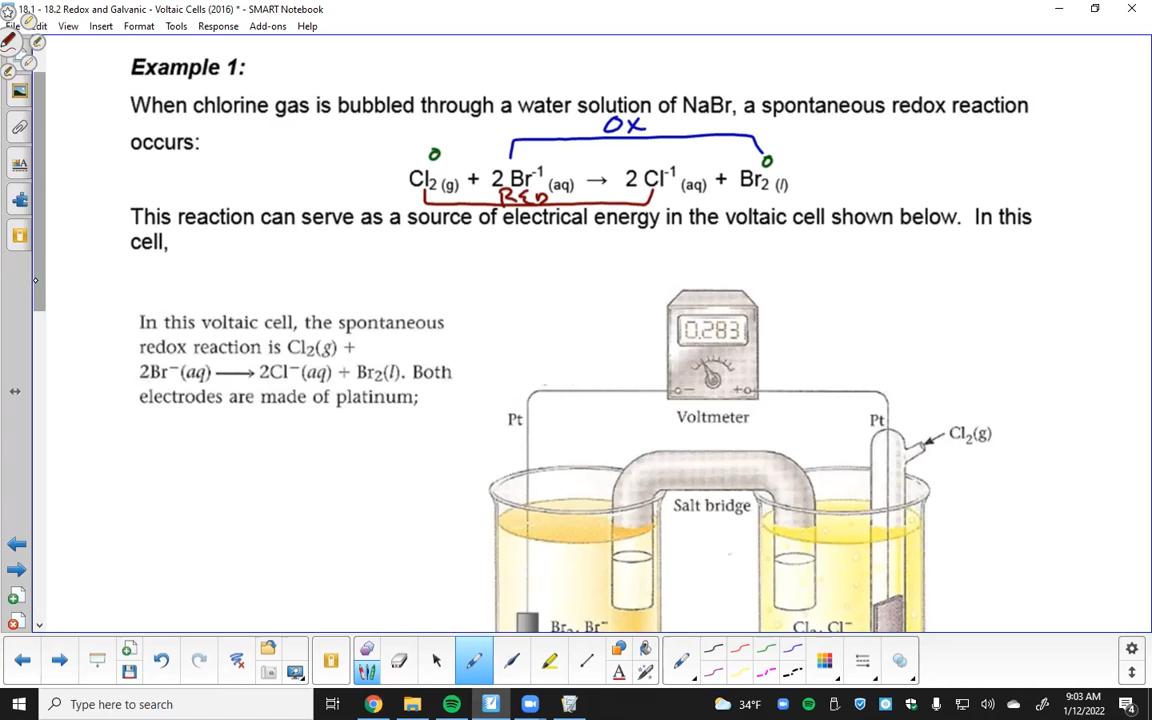 18.1 - 18.2 Redox and Galvanic - Voltaic Cells (2016) * - SMART Notebook
File Edit View Insert Format Tools Requests Add-ons Help
Example 1:
When chlorine gas is bubbled through a water solution of NaBr, a spontaneous redox reaction
OX
occurs:
0 0
Cl₂ (g) + 2 Br⁻¹ (aq) → 2 Cl⁻¹ (aq) + Br₂ (l)
RED
This reaction can serve as a source of electrical energy in the voltaic cell shown below. In this
cell,
In this voltaic cell, the spontaneous
redox reaction is Cl₂(g) +
2Br⁻(aq) ⟶ 2Cl⁻(aq) + Br₂(l). Both
electrodes are made of platinum;
0.283
- +
Voltmeter
Pt
Pt
Cl₂(g)
Salt bridge
Br₂, Br⁻
Cl₂, Cl⁻
A
Type here to search
34°F
9:03 AM
1/12/2022
4